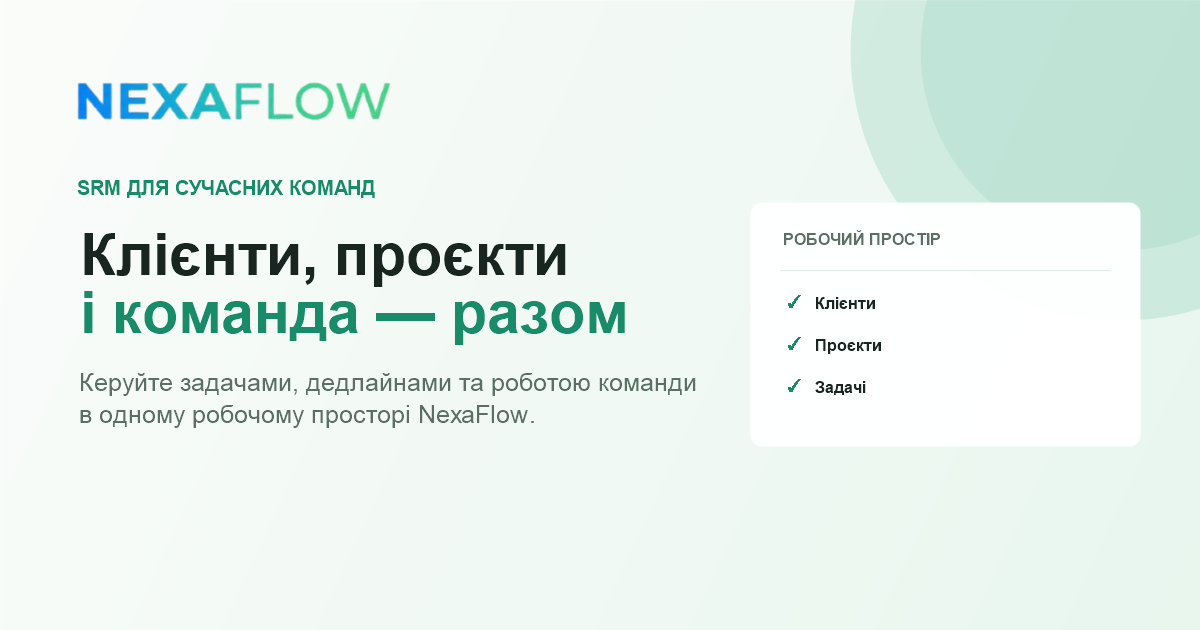 NEXAFLOW
SRM ДЛЯ СУЧАСНИХ КОМАНД
Клієнти, проєкти
і команда — разом
Керуйте задачами, дедлайнами та роботою команди
в одному робочому просторі NexaFlow.
РОБОЧИЙ ПРОСТІР
✓ Клієнти
✓ Проєкти
✓ Задачі